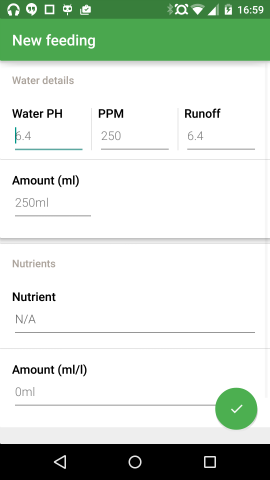 16:59
New feeding
Water details
Water PH PPM Runoff
6.4 250 6.4
Amount (ml)
250ml
Nutrients
Nutrient
N/A
Amount (ml/l)
0ml